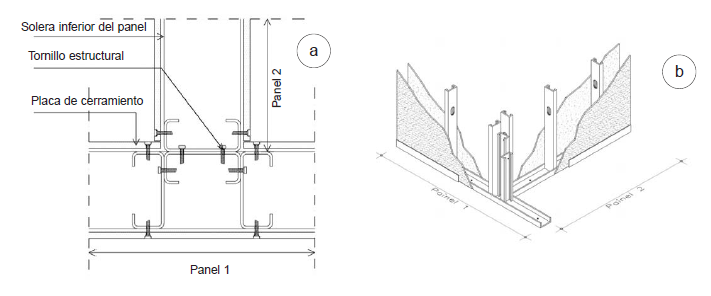 Solera inferior del panel
a
Tornillo estructural
Panel 2
Placa de cerramiento
Panel 1
b
Panel 1
Panel 2